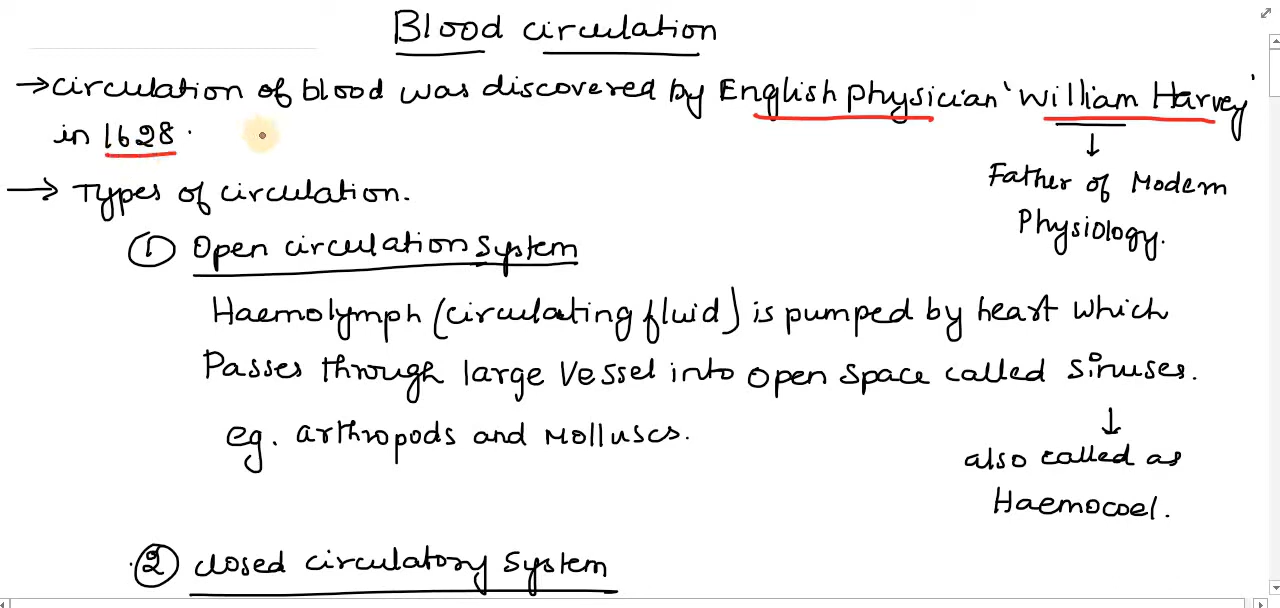 Blood circulation
→ circulation of blood was discovered by English physician 'William Harvey'
in 1628.
↓
Father of Modern
Physiology.
→ Types of circulation.
① Open circulation system
Haemolymph (circulating fluid) is pumped by heart which
Passes through large vessel into open space called sinuses.
eg. arthropods and Molluscs.
↓
also called as
Haemocoel.
② closed circulatory system